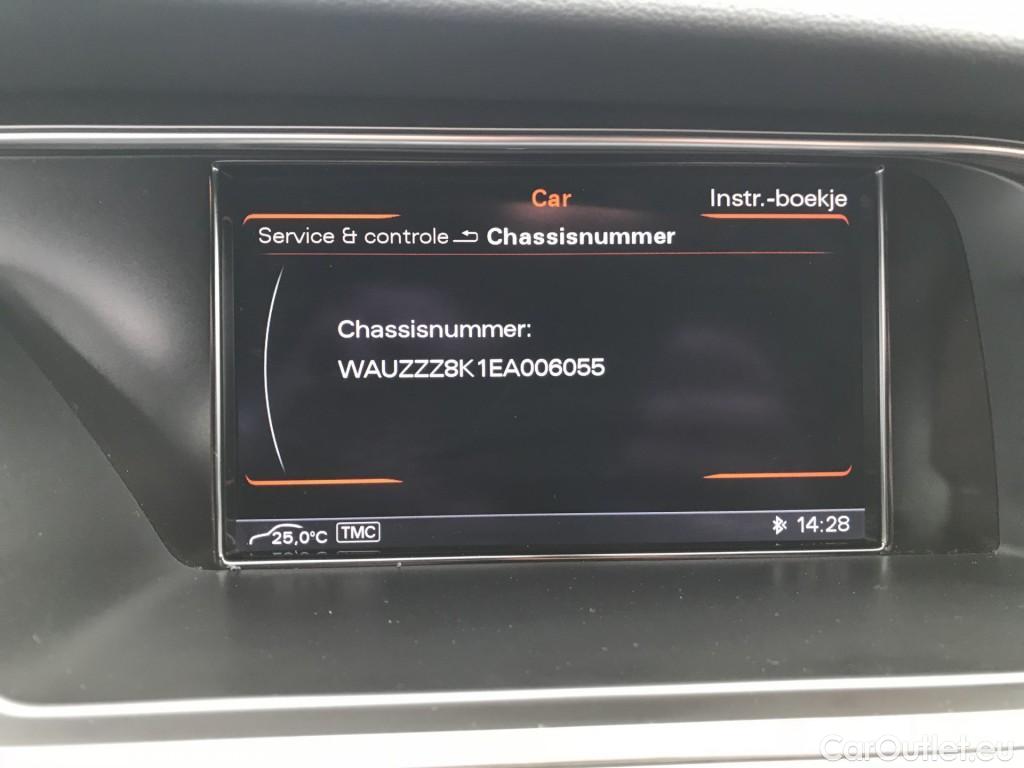 Car
Instr.-boekje
Service & controle Chassisnummer
Chassisnummer:
WAUZZZ8K1EA006055
25,0°C TMC
14:28
CarOutlet.eu